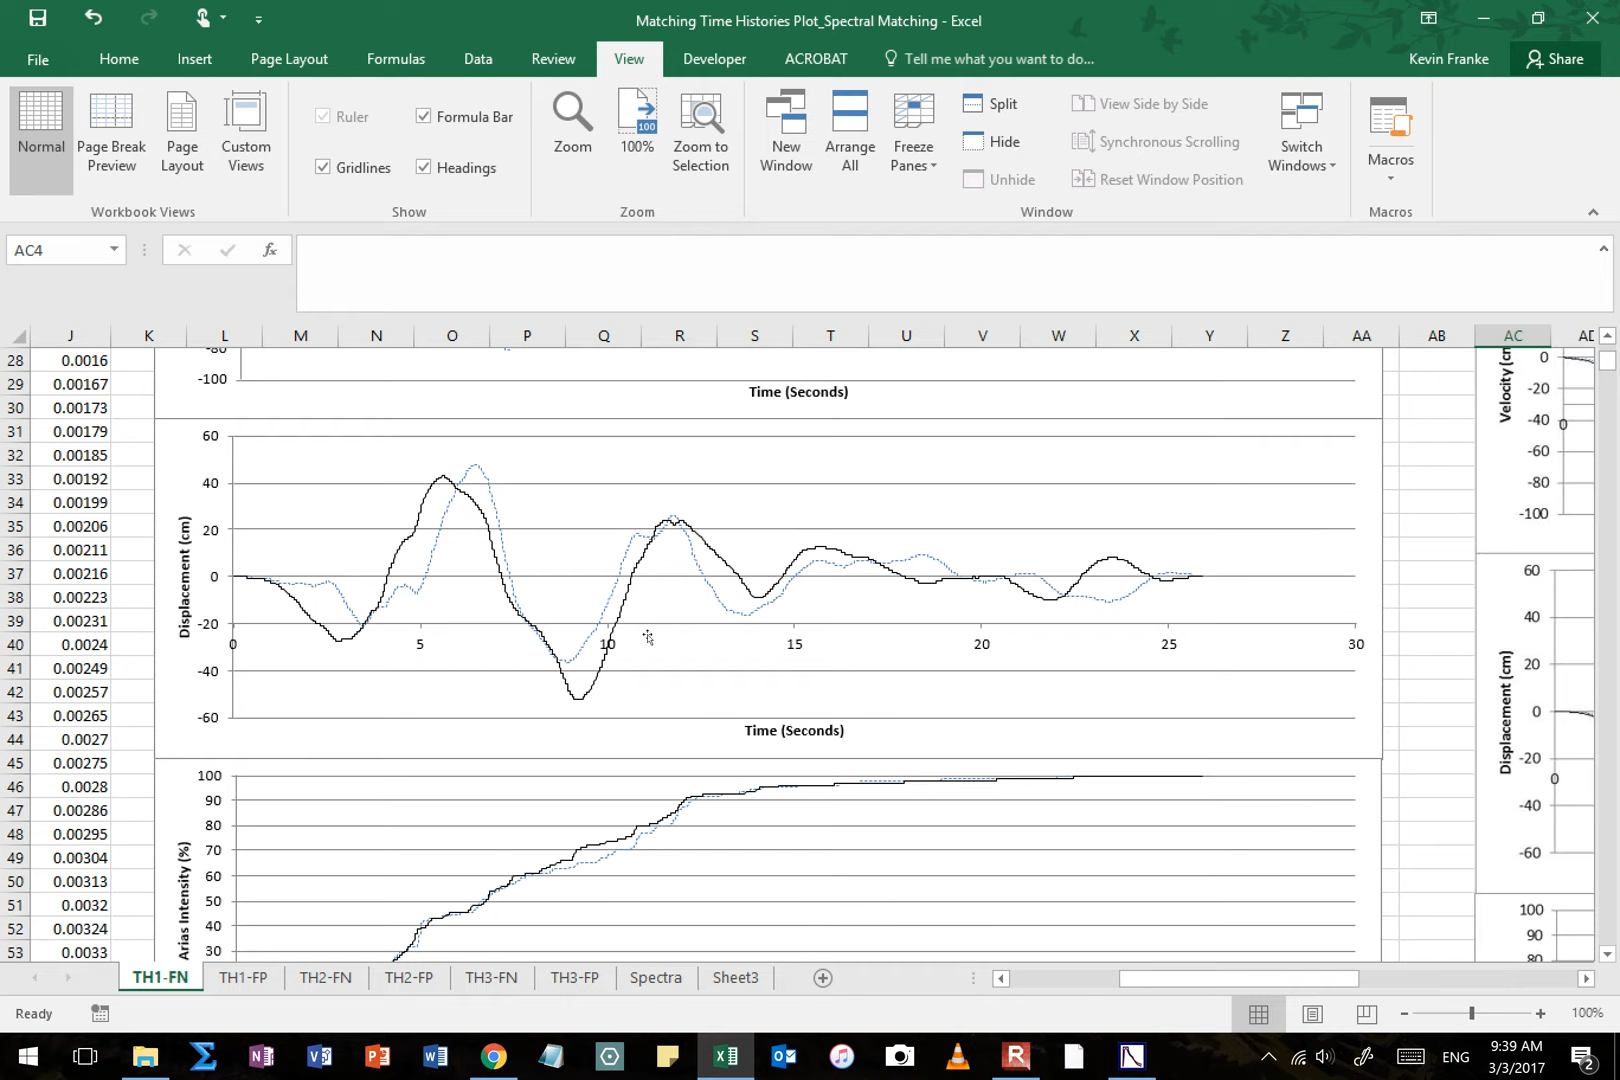 Matching Time Histories Plot_Spectral Matching - Excel
File Home Insert Page Layout Formulas Data Review View Developer ACROBAT Tell me what you want to do... Kevin Franke Share
Normal Page Break Preview Page Layout Custom Views
Workbook Views
Ruler Formula Bar
Gridlines Headings
Show
Zoom 100% Zoom to Selection
100
Zoom
New Window Arrange All Freeze Panes
Split
Hide
Unhide
View Side by Side
Synchronous Scrolling
Reset Window Position
Switch Windows
Window
Macros
Macros
AC4 fx
J K L M N O P Q R S T U V W X Y Z AA AB AC AD
28 0.0016
29 0.00167
30 0.00173
31 0.00179
32 0.00185
33 0.00192
34 0.00199
35 0.00206
36 0.00211
37 0.00216
38 0.00223
39 0.00231
40 0.0024
41 0.00249
42 0.00257
43 0.00265
44 0.0027
45 0.00275
46 0.0028
47 0.00286
48 0.00295
49 0.00304
50 0.00313
51 0.0032
52 0.00324
53 0.0033
-80
-100
Time (Seconds)
60
40
20
0
-20
-40
-60
Displacement (cm)
0 5 10 15 20 25 30
Time (Seconds)
100
90
80
70
60
50
40
30
Arias Intensity (%)
Velocity (cm
0
-20
-40
-60
-80
-100
0
60
40
20
0
-20
-40
-60
Displacement (cm)
0
100
90
80
TH1-FN TH1-FP TH2-FN TH2-FP TH3-FN TH3-FP Spectra Sheet3
Ready 100%
ENG 9:39 AM
3/3/2017
2